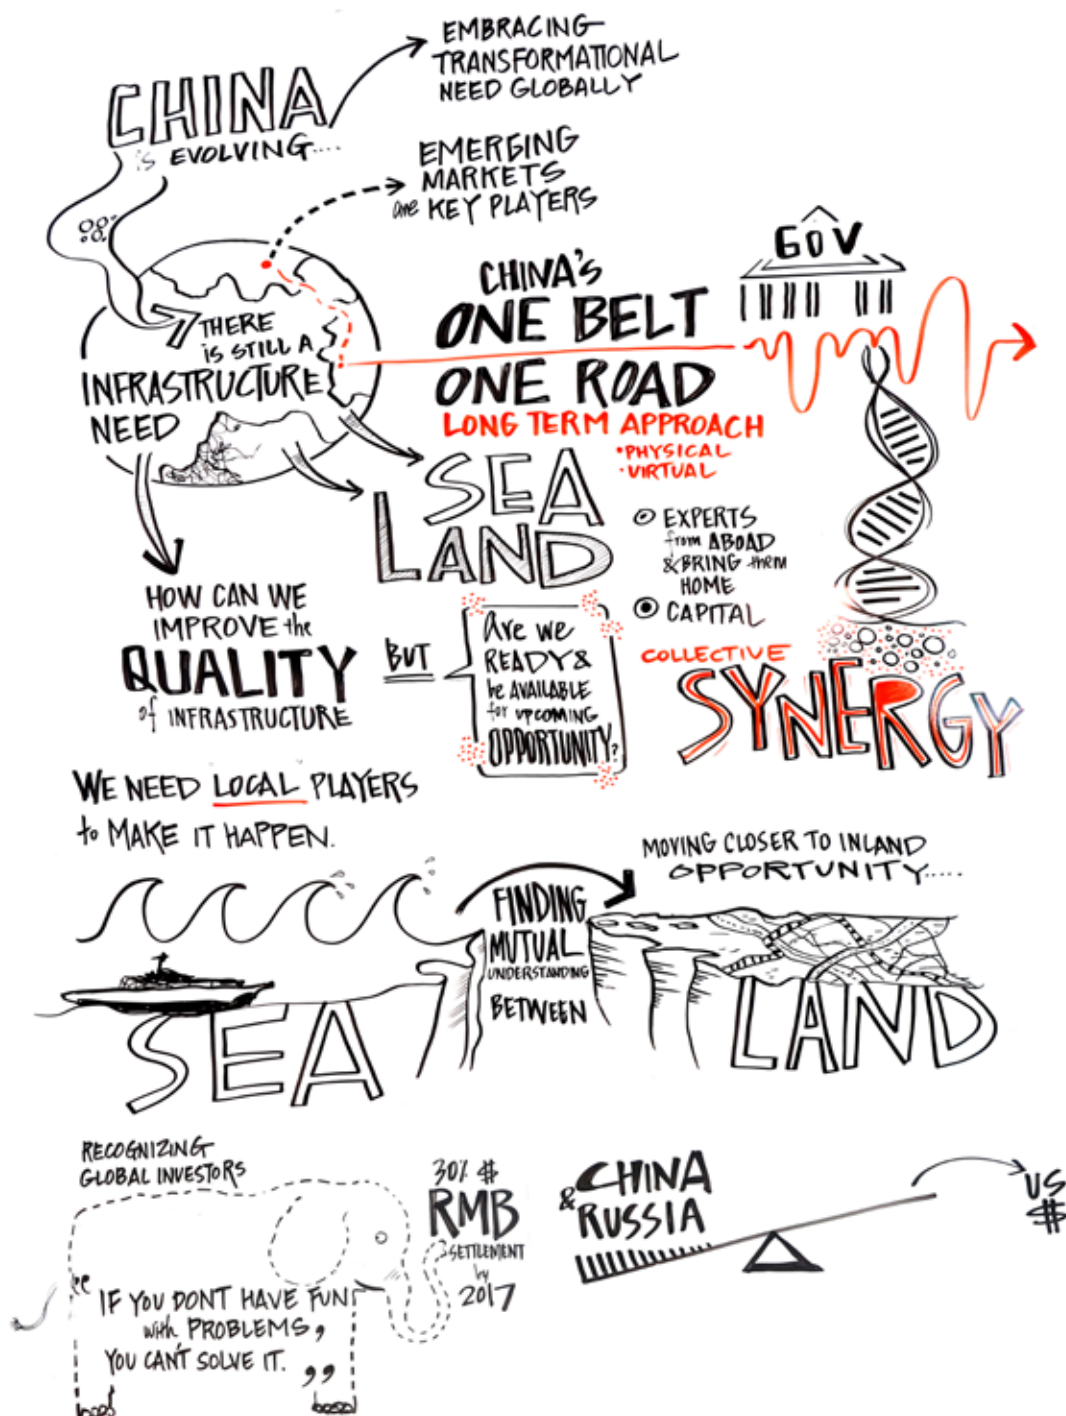 CHINA
is EVOLVING....
EMBRACING
TRANSFORMATIONAL
NEED GLOBALLY
EMERGING
MARKETS
are KEY PLAYERS
THERE
is STILL A
INFRASTRUCTURE
NEED
CHINA'S
ONE BELT
ONE ROAD
LONG TERM APPROACH
• PHYSICAL
• VIRTUAL
GOV
SEA
LAND
EXPERTS
from ABOAD
& BRING them
HOME
CAPITAL
COLLECTIVE
SYNERGY
HOW CAN WE
IMPROVE the
QUALITY
of INFRASTRUCTURE
BUT
are we
READY &
be AVAILABLE
for UPCOMING
OPPORTUNITY?
WE NEED LOCAL PLAYERS
to MAKE IT HAPPEN.
MOVING CLOSER TO INLAND
OPPORTUNITY.....
FINDING
MUTUAL
UNDERSTANDING
BETWEEN
SEA
LAND
RECOGNIZING
GLOBAL INVESTORS
"IF YOU DONT HAVE FUN
with PROBLEMS,
YOU CAN'T SOLVE IT."
30% $
RMB
SETTLEMENT
by
2017
CHINA
& RUSSIA
US
$